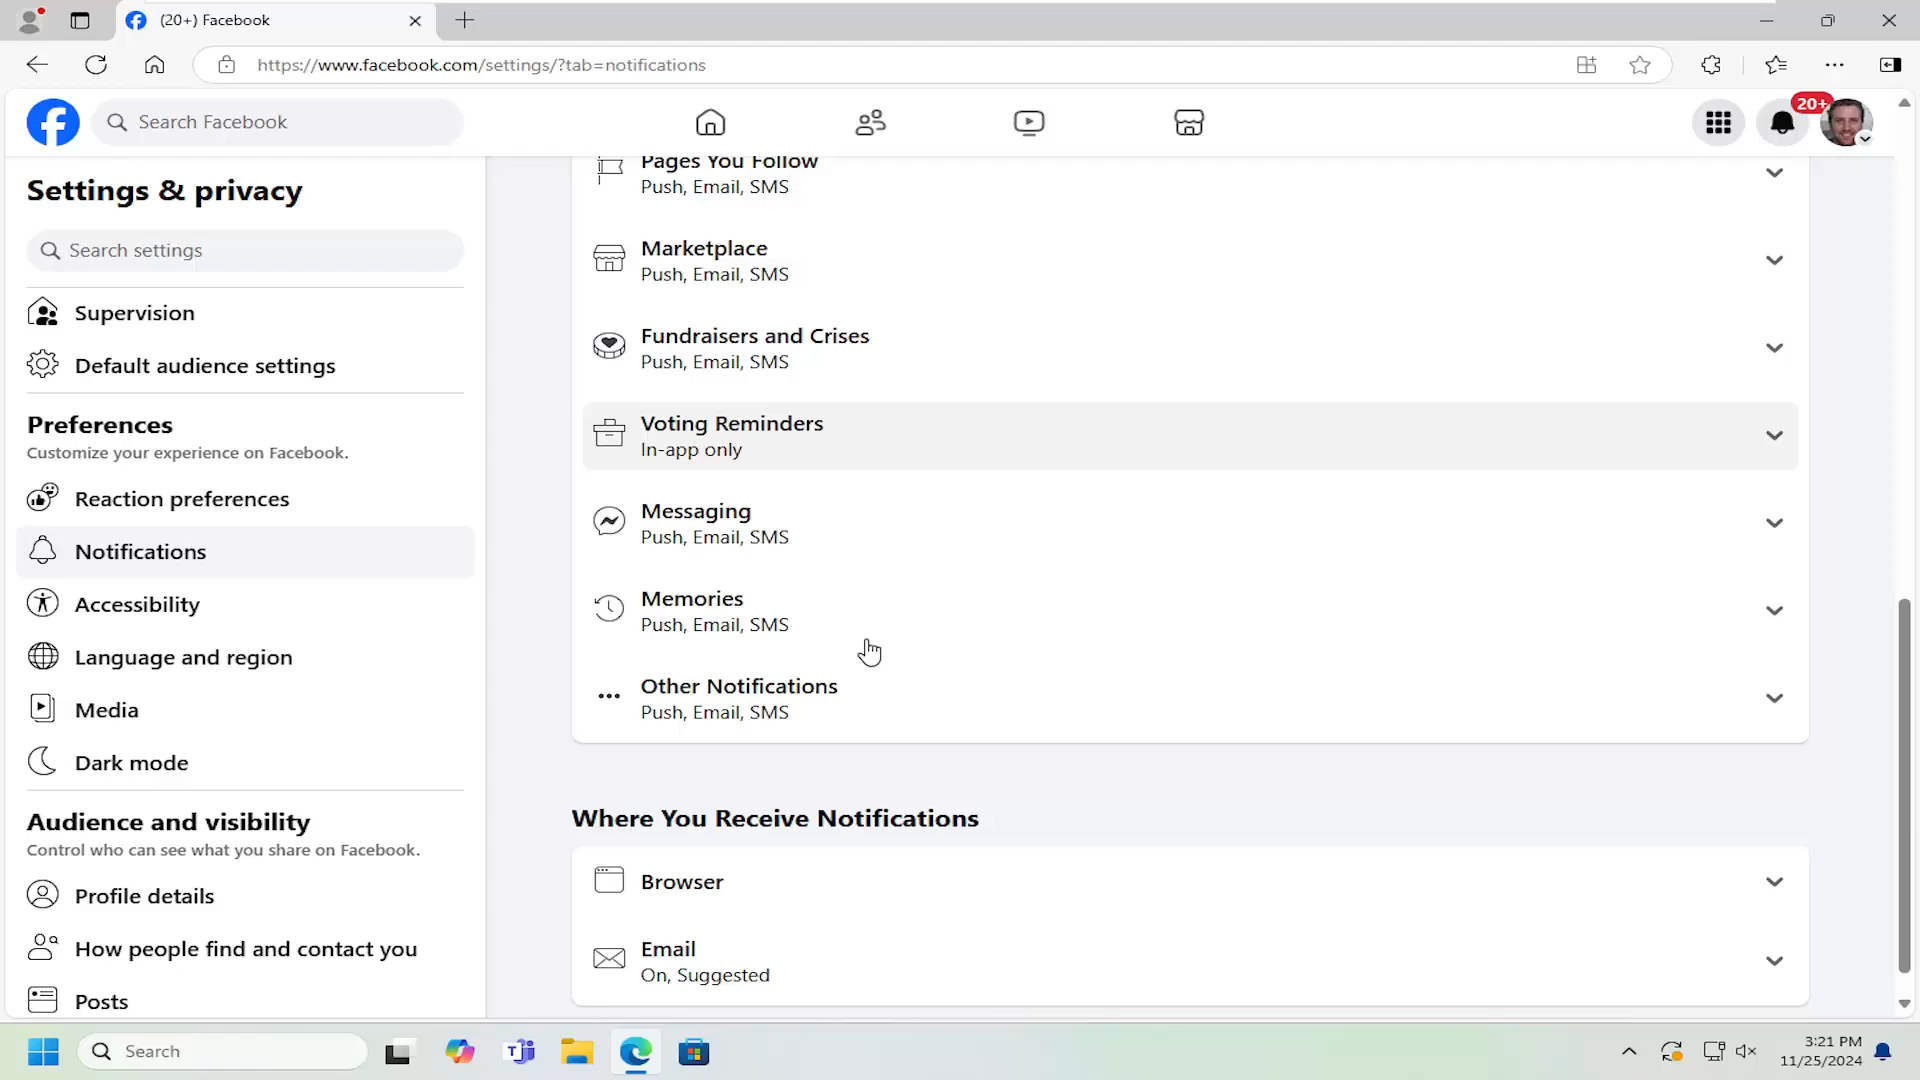 (20+) Facebook
https://www.facebook.com/settings/?tab=notifications
Search Facebook
20+
Settings & privacy
Search settings
Supervision
Default audience settings
Preferences
Customize your experience on Facebook.
Reaction preferences
Notifications
Accessibility
Language and region
Media
Dark mode
Audience and visibility
Control who can see what you share on Facebook.
Profile details
How people find and contact you
Posts
Pages You Follow
Push, Email, SMS
Marketplace
Push, Email, SMS
Fundraisers and Crises
Push, Email, SMS
Voting Reminders
In-app only
Messaging
Push, Email, SMS
Memories
Push, Email, SMS
Other Notifications
Push, Email, SMS
Where You Receive Notifications
Browser
Email
On, Suggested
Search
3:21 PM
11/25/2024